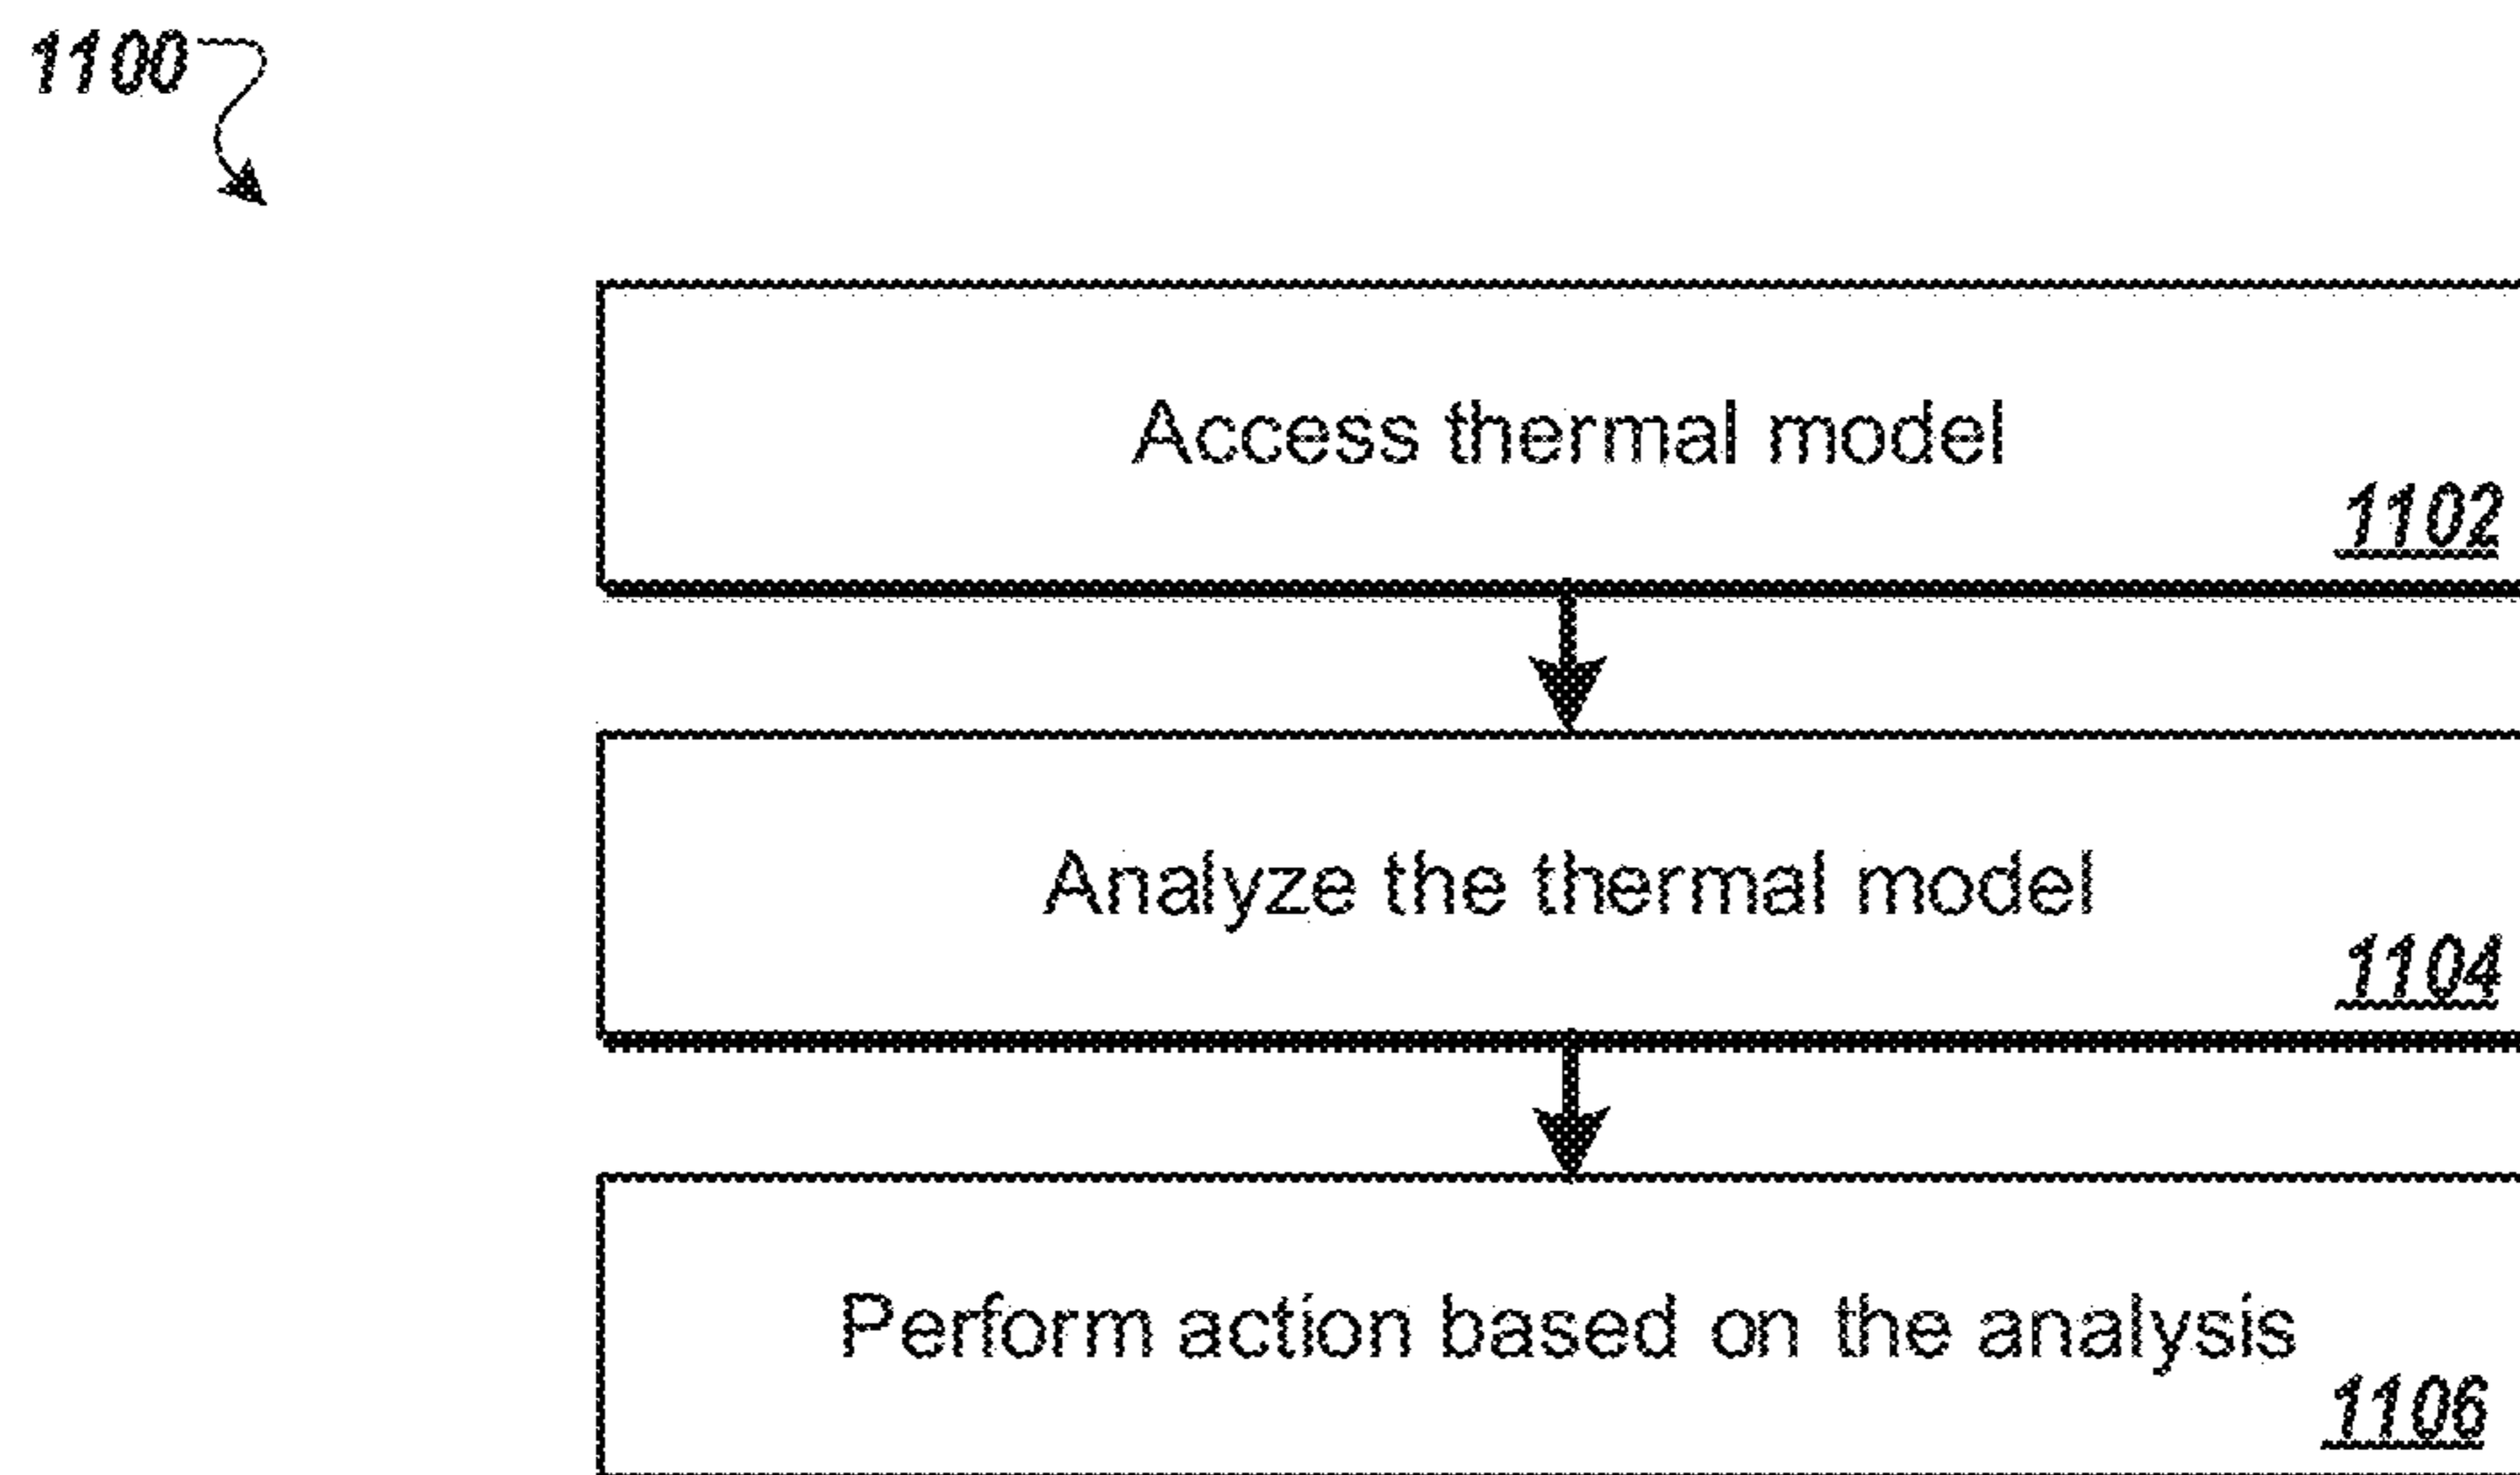 1100
Access thermal model
1102
Analyze the thermal model
1104
Perform action based on the analysis
1106